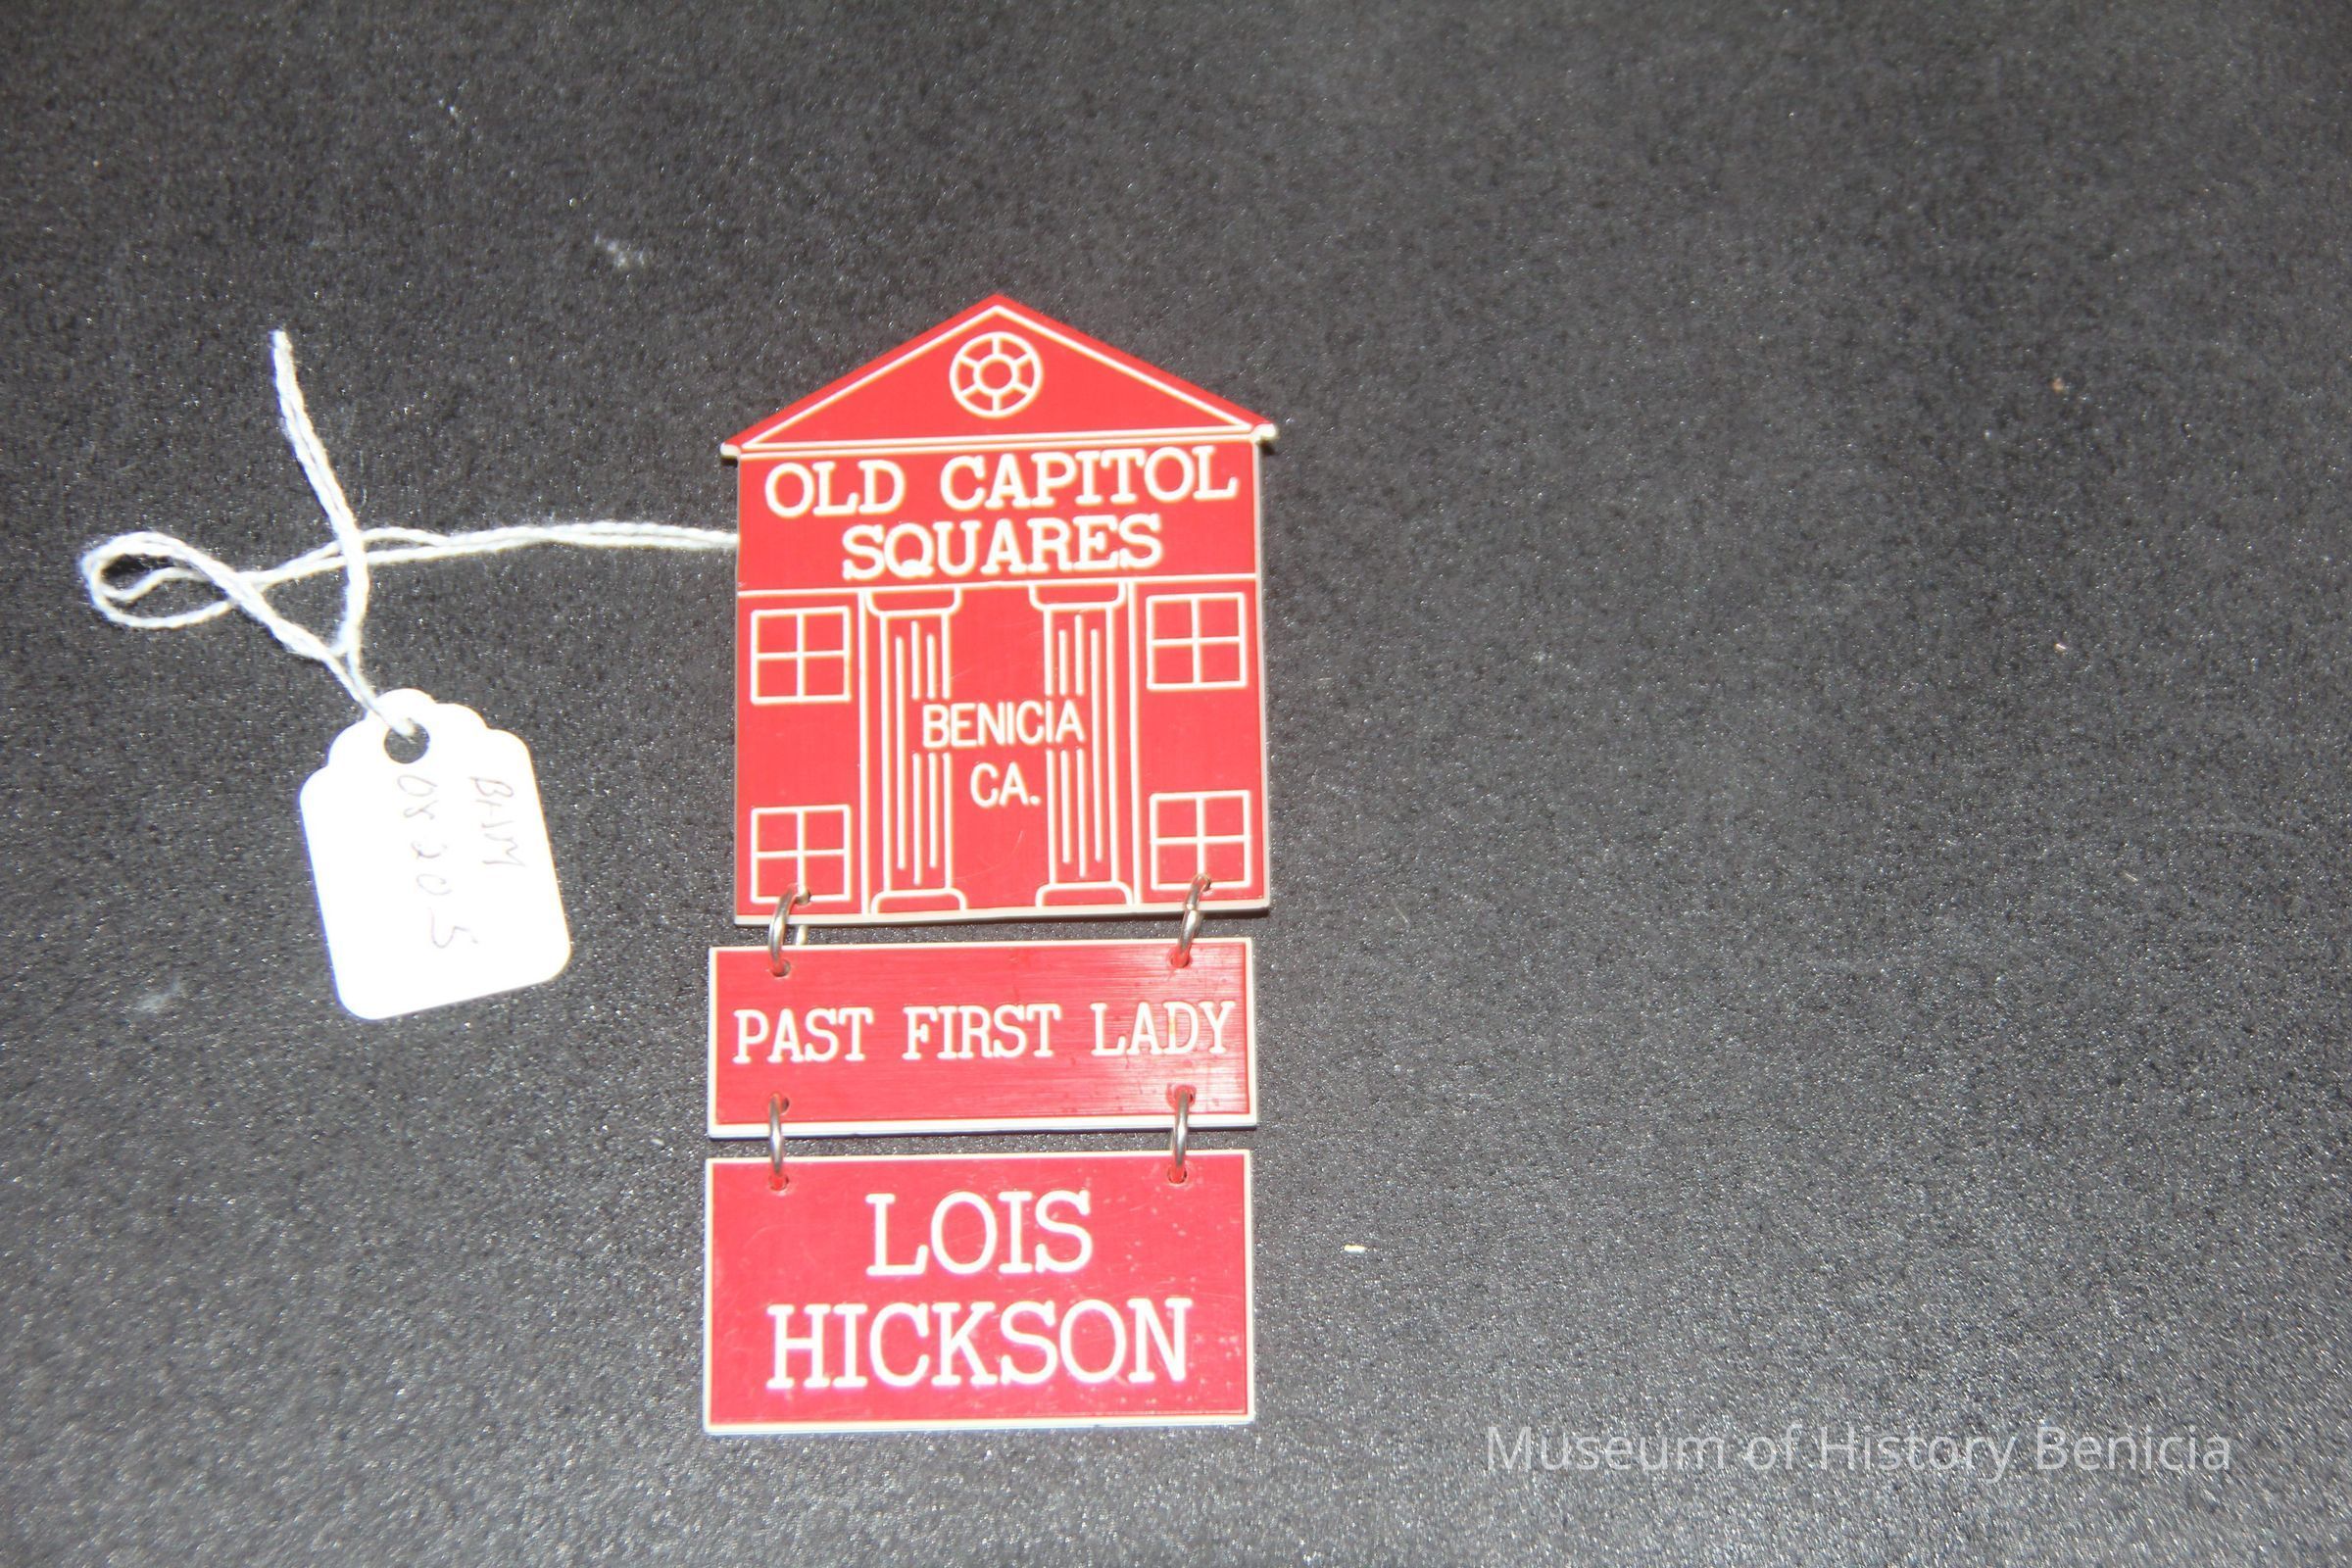 OLD CAPITOL
SQUARES
BENICIA
CA.
PAST FIRST LADY
LOIS
HICKSON
Museum of History Benicia